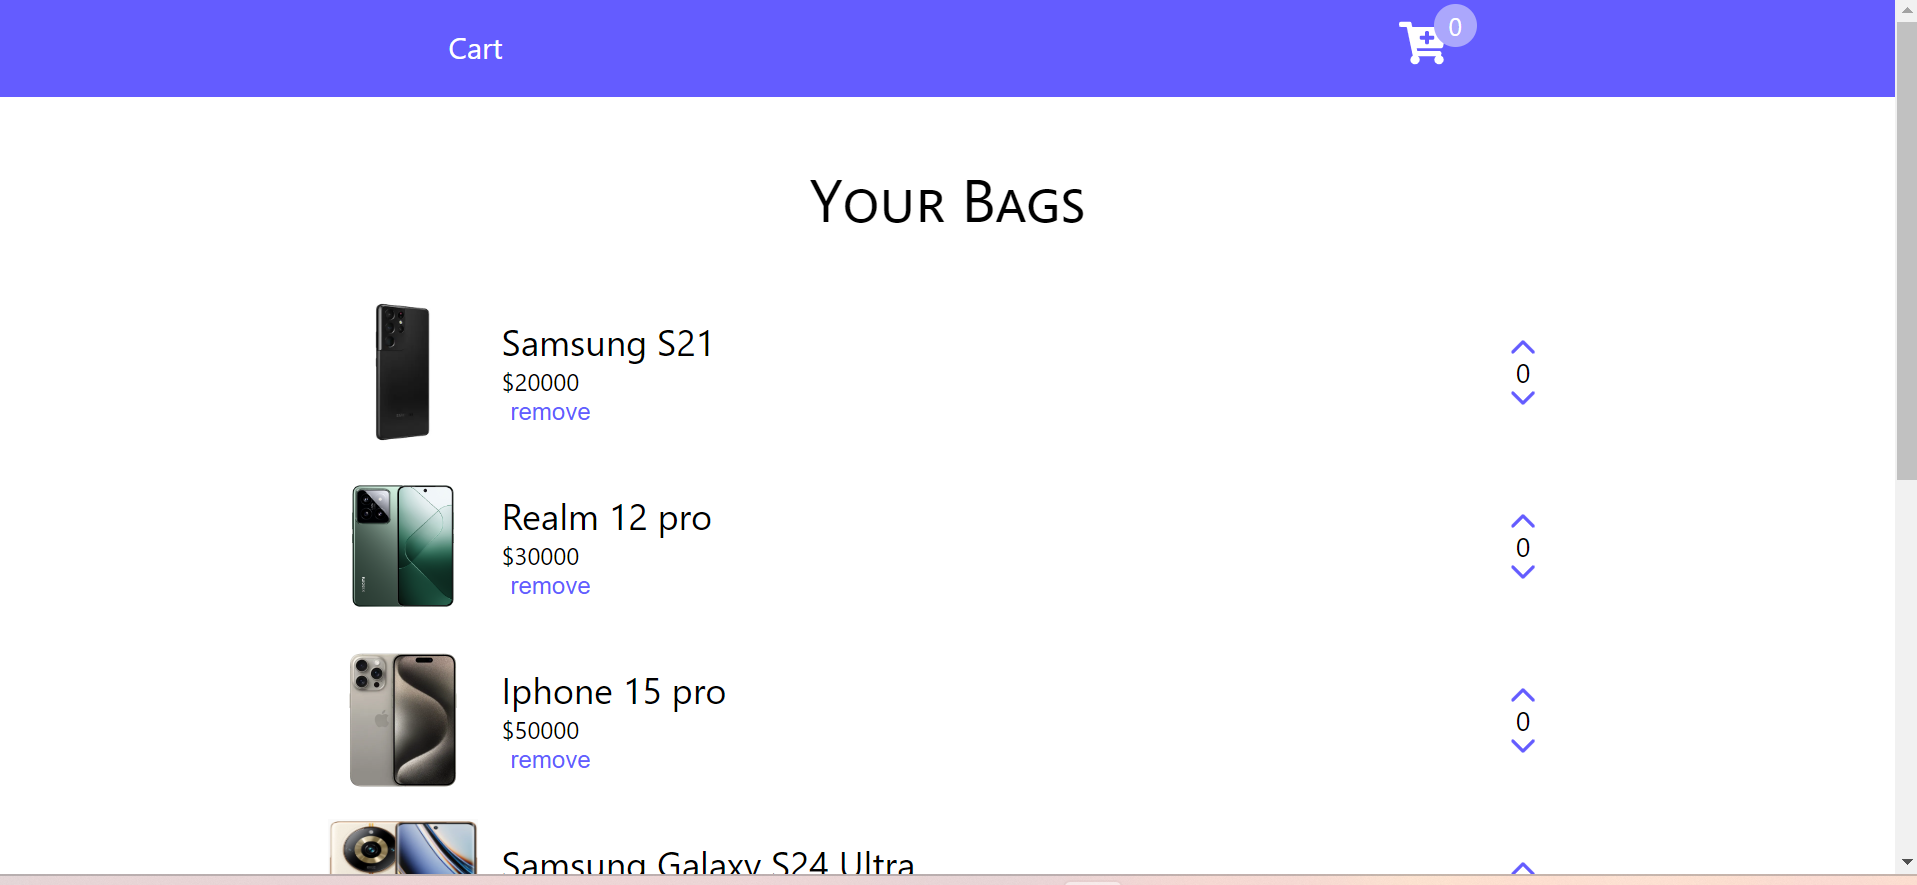 Cart
0
Your Bags
Samsung S21
$20000
remove
0
Realm 12 pro
$30000
remove
0
Iphone 15 pro
$50000
remove
0
Samsung Galaxy S24 Ultra